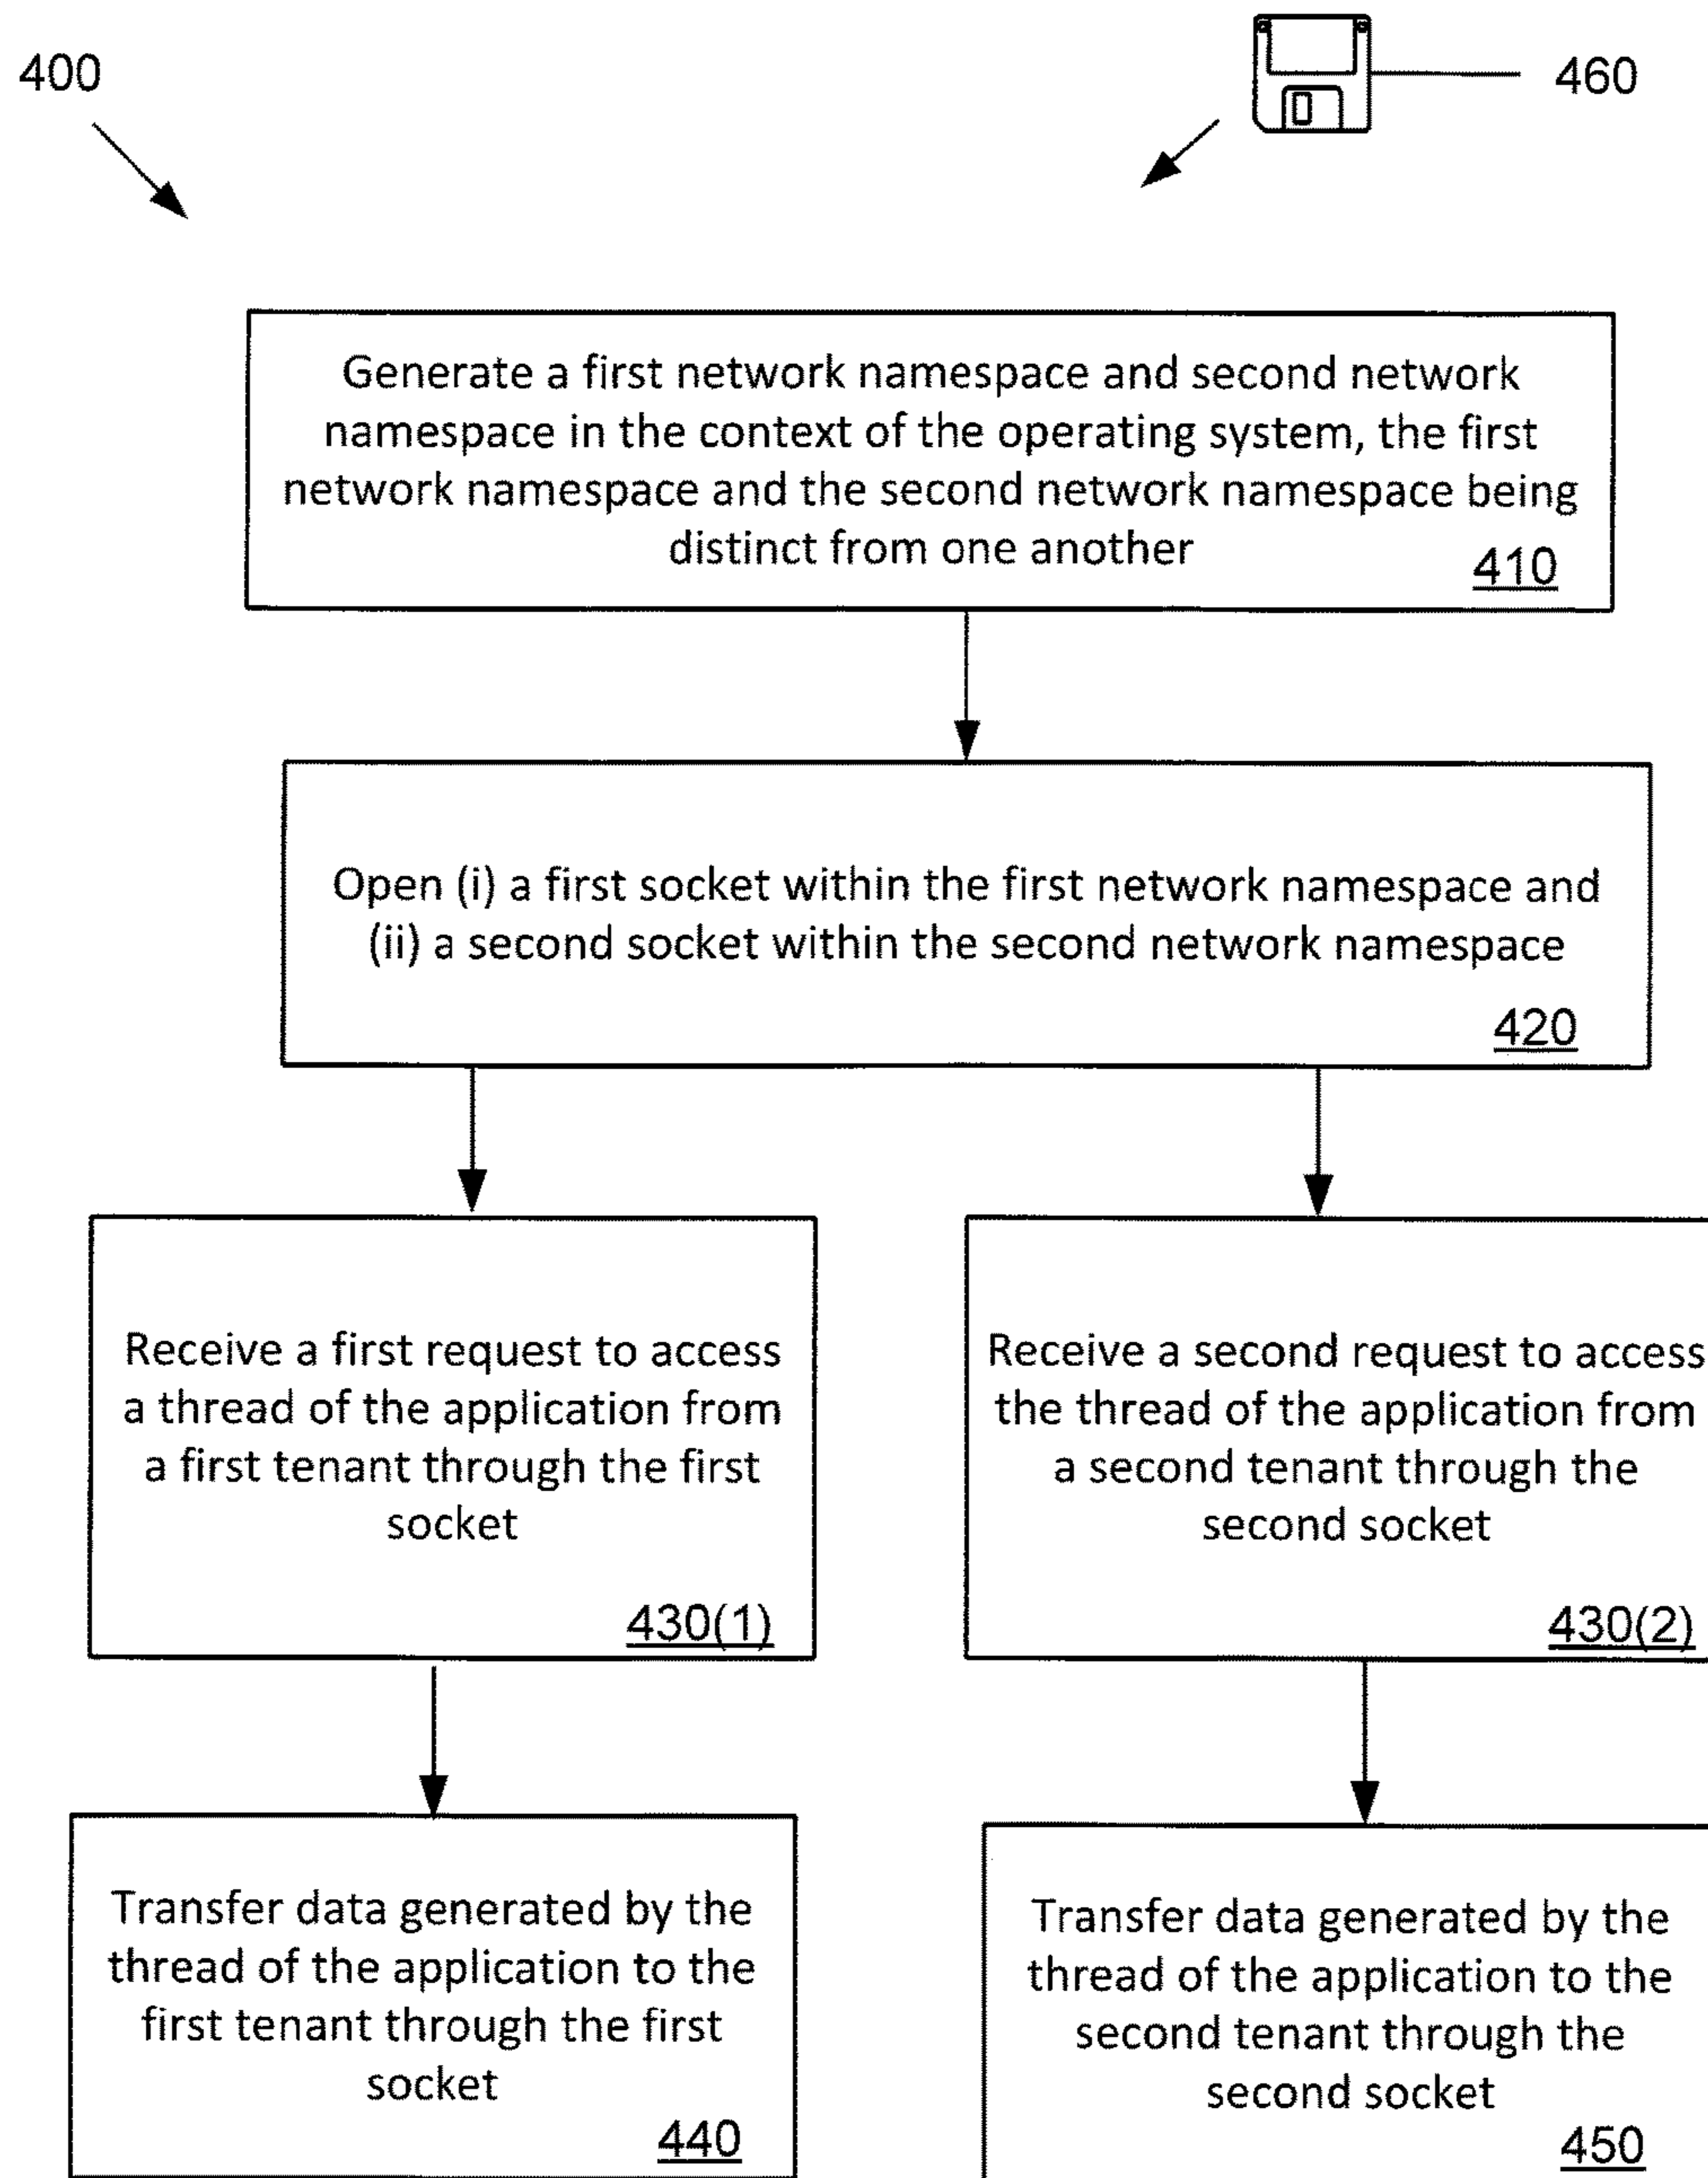 400
460
Generate a first network namespace and second network
namespace in the context of the operating system, the first
network namespace and the second network namespace being
distinct from one another
410
Open (i) a first socket within the first network namespace and
(ii) a second socket within the second network namespace
420
Receive a first request to access
a thread of the application from
a first tenant through the first
socket
430(1)
Receive a second request to access
the thread of the application from
a second tenant through the
second socket
430(2)
Transfer data generated by the
thread of the application to the
first tenant through the first
socket
440
Transfer data generated by the
thread of the application to the
second tenant through the
second socket
450